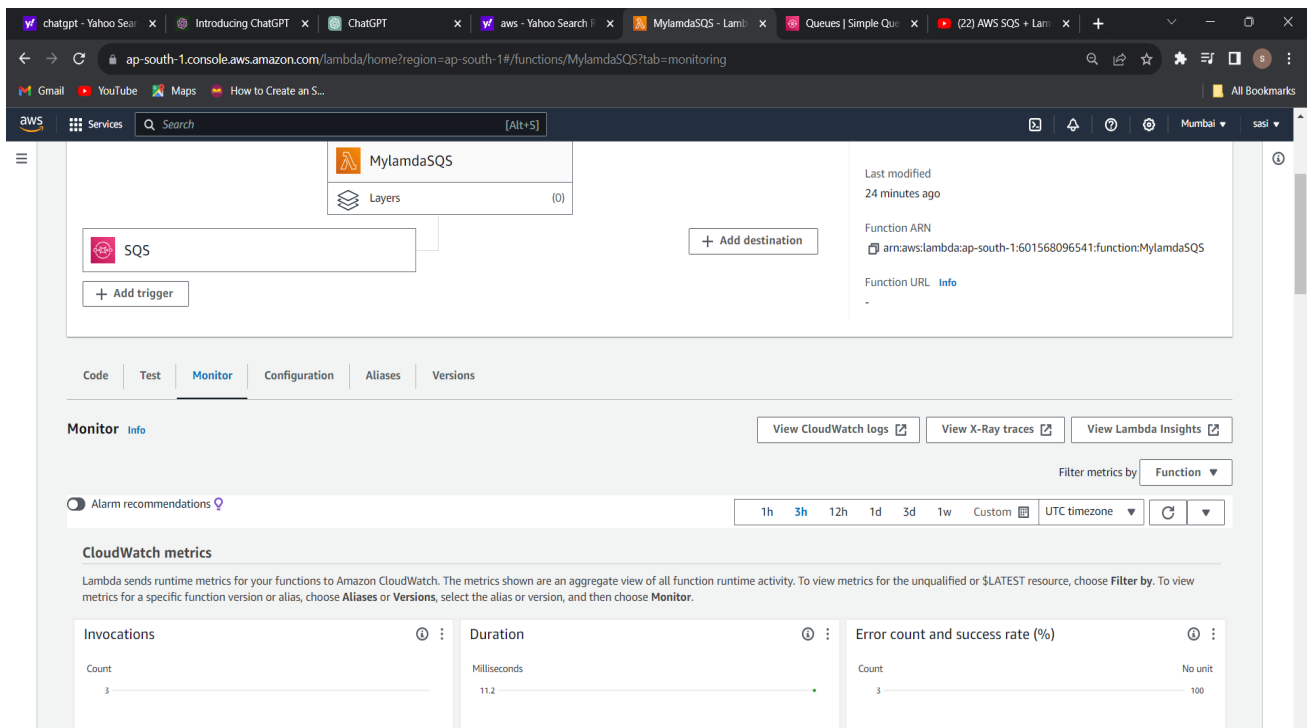 chatgpt - Yahoo Sear
Introducing ChatGPT
ChatGPT
aws - Yahoo Search R
MylamdaSQS - Lamb
Queues | Simple Que
(22) AWS SQS + Lam
ap-south-1.console.aws.amazon.com/lambda/home?region=ap-south-1#/functions/MylamdaSQS?tab=monitoring
S
Gmail YouTube Maps How to Create an S... All Bookmarks
aws Services Search [Alt+S] Mumbai sasi
MylamdaSQS
Layers (0)
SQS
+ Add trigger
+ Add destination
Last modified
24 minutes ago
Function ARN
arn:aws:lambda:ap-south-1:601568096541:function:MylamdaSQS
Function URL Info
-
Code Test Monitor Configuration Aliases Versions
Monitor Info
View CloudWatch logs View X-Ray traces View Lambda Insights
Filter metrics by Function
Alarm recommendations
1h 3h 12h 1d 3d 1w Custom UTC timezone
CloudWatch metrics
Lambda sends runtime metrics for your functions to Amazon CloudWatch. The metrics shown are an aggregate view of all function runtime activity. To view metrics for the unqualified or $LATEST resource, choose Filter by. To view
metrics for a specific function version or alias, choose Aliases or Versions, select the alias or version, and then choose Monitor.
Invocations
Count
3
Duration
Milliseconds
11.2
Error count and success rate (%)
Count No unit
3 100